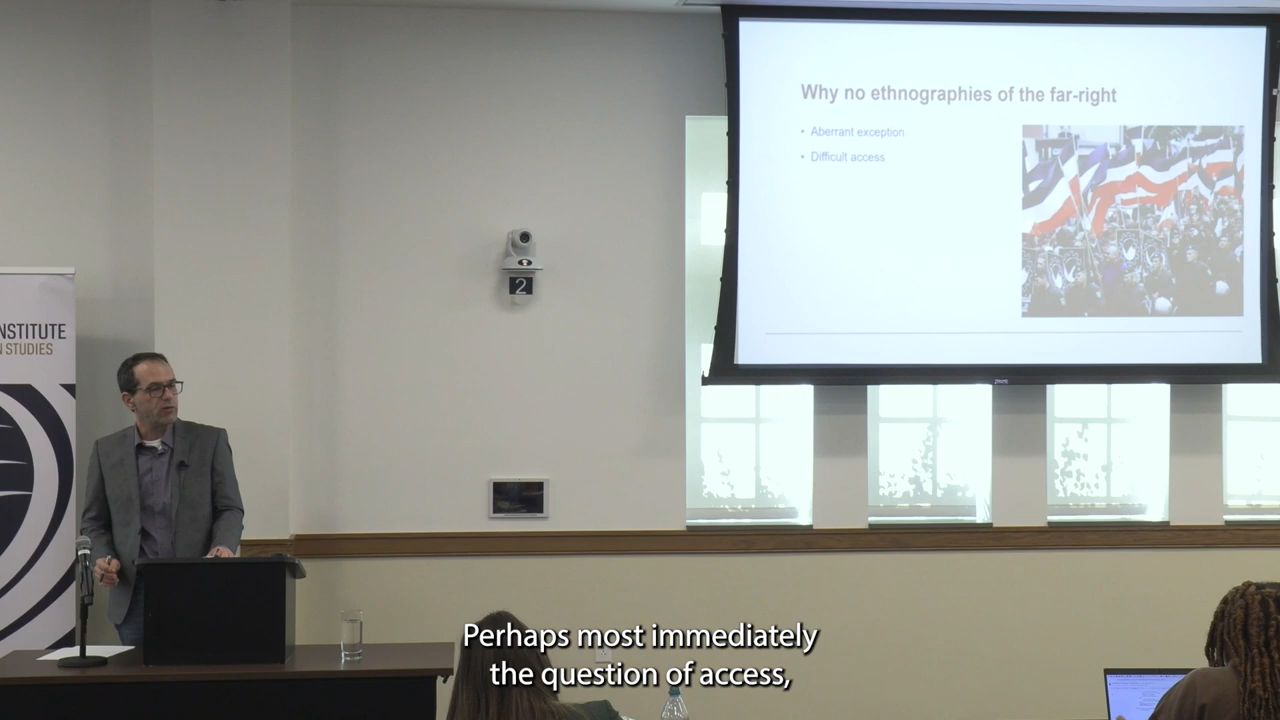 Why no ethnographies of the far-right
• Aberrant exception
• Difficult access
2
NSTITUTE
N STUDIES
Perhaps most immediately
the question of access,